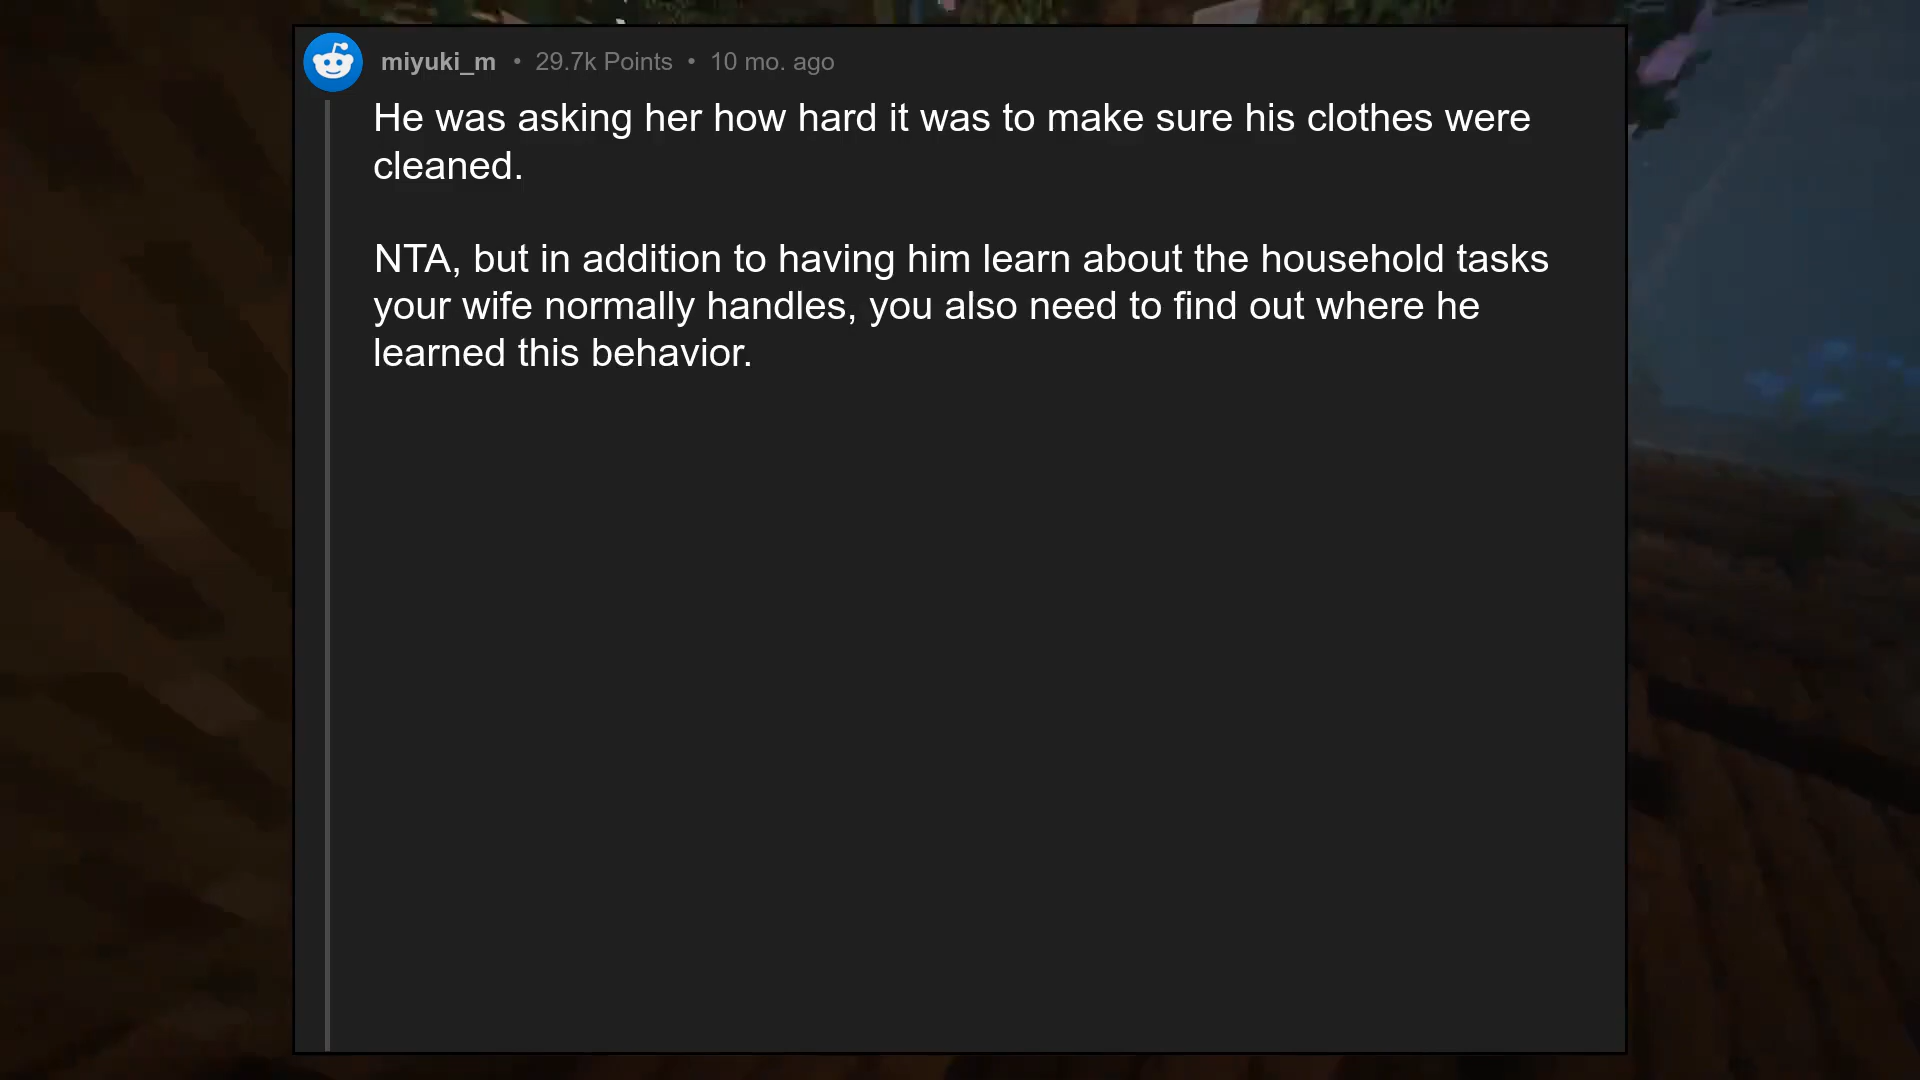 miyuki_m • 29.7k Points • 10 mo. ago
He was asking her how hard it was to make sure his clothes were
cleaned.
NTA, but in addition to having him learn about the household tasks
your wife normally handles, you also need to find out where he
learned this behavior.